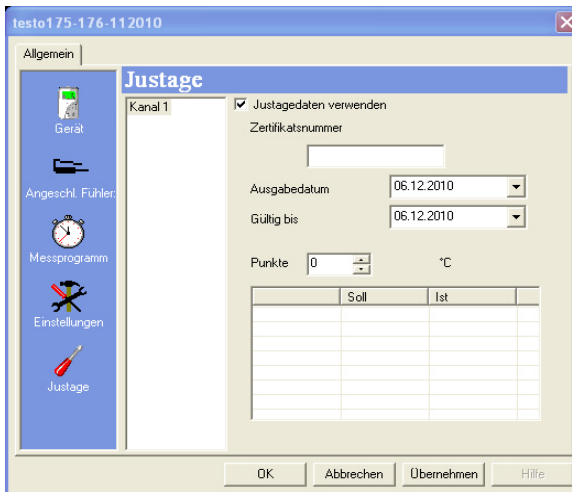 testo175-176-112010
Allgemein
Gerät
Angeschl. Fühler:
Messprogramm
Einstellungen
Justage
Justage
Kanal 1
Justagedaten verwenden
Zertifikatsnummer
Ausgabedatum 06.12.2010
Gültig bis 06.12.2010
Punkte 0 °C
Soll Ist
OK Abbrechen Übernehmen Hilfe